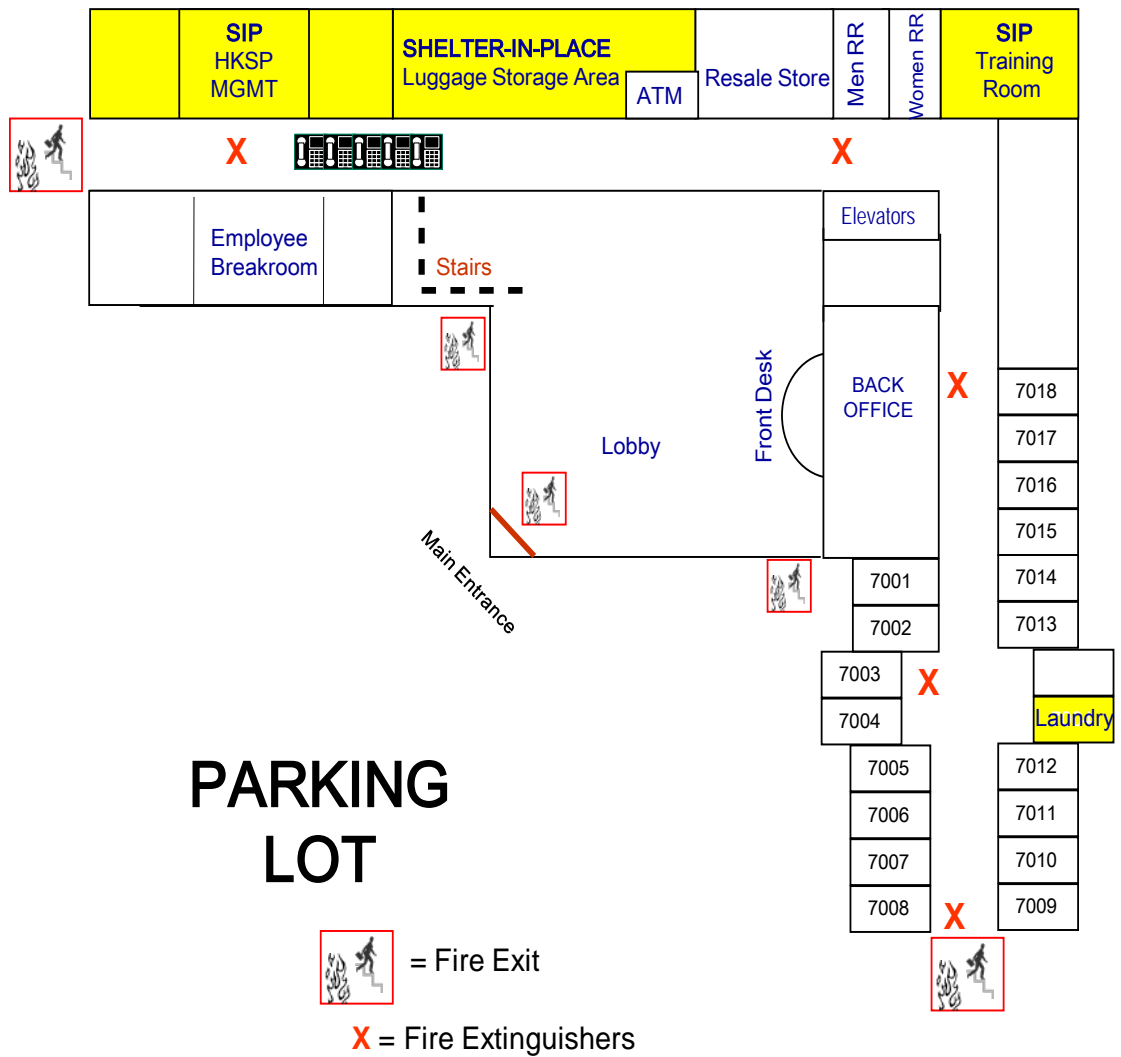 SIP
HKSP
MGMT
SHELTER-IN-PLACE
Luggage Storage Area
ATM
Resale Store
Men RR
Women RR
SIP
Training
Room
X
X
Employee
Breakroom
Stairs
Elevators
Front Desk
BACK
OFFICE
X
Lobby
Main Entrance
7018
7017
7016
7015
7014
7013
7001
7002
7003
7004
X
Laundry
7005
7006
7007
7008
7012
7011
7010
7009
X
PARKING
LOT
= Fire Exit
X = Fire Extinguishers